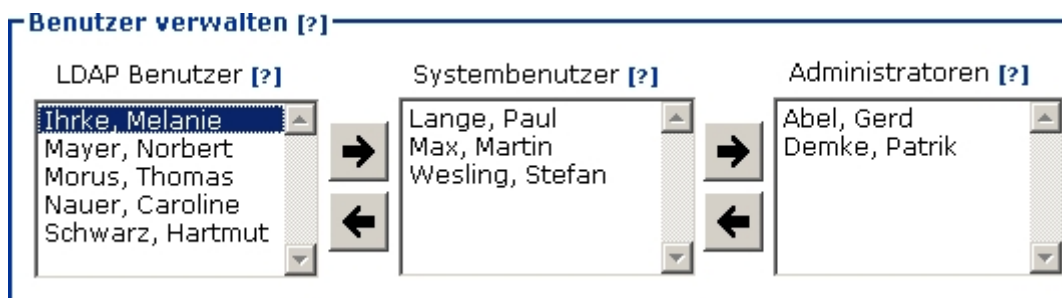 Benutzer verwalten [?]
LDAP Benutzer [?]
Ihrke, Melanie
Mayer, Norbert
Morus, Thomas
Nauer, Caroline
Schwarz, Hartmut
Systembenutzer [?]
Lange, Paul
Max, Martin
Wesling, Stefan
Administratoren [?]
Abel, Gerd
Demke, Patrik